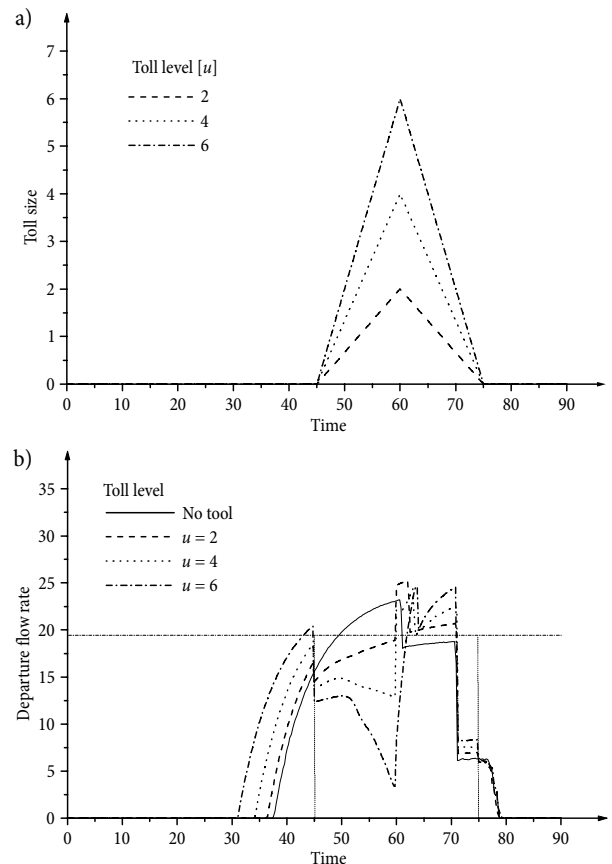 a)
7
6
5
4
3
2
1
0
Toll size
Toll level [u]
2
4
6
0 10 20 30 40 50 60 70 80 90
Time
b)
35
30
25
20
15
10
5
0
Departure flow rate
Toll level
No tool
u = 2
u = 4
u = 6
0 10 20 30 40 50 60 70 80 90
Time